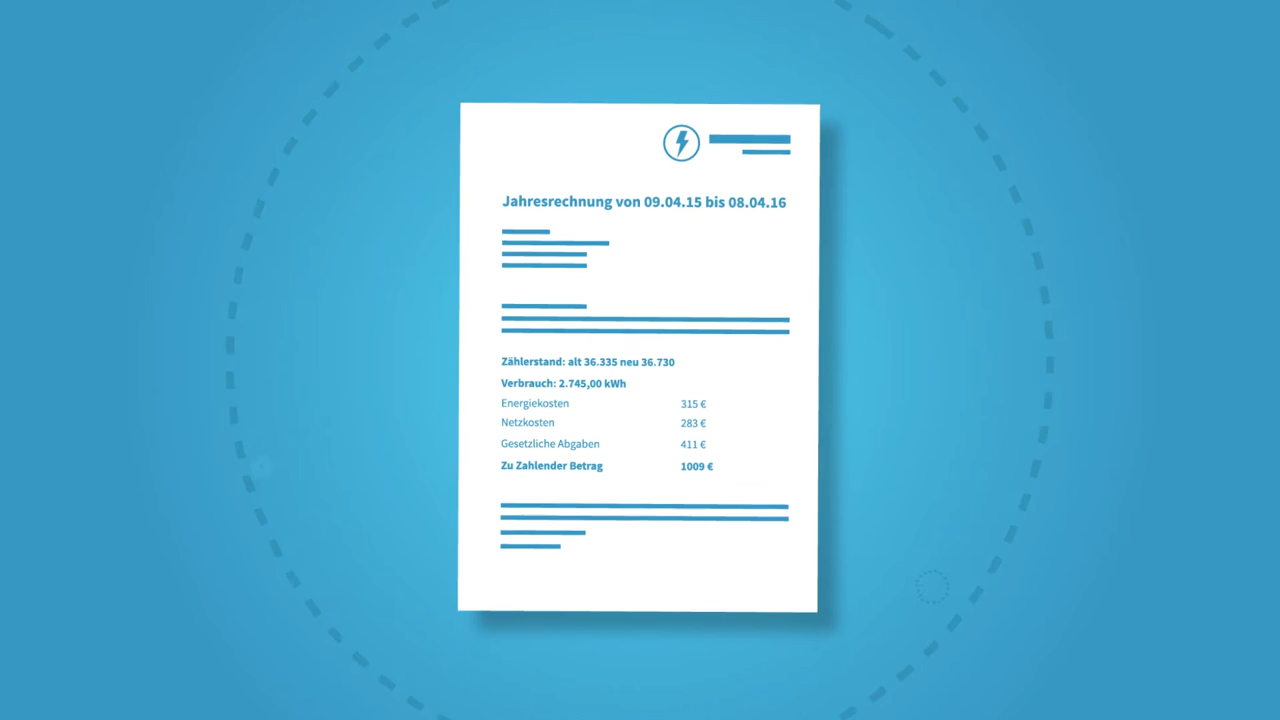 Jahresrechnung von 09.04.15 bis 08.04.16
Zählerstand: alt 36.335 neu 36.730
Verbrauch: 2.745,00 kWh
Energiekosten 315 €
Netzkosten 283 €
Gesetzliche Abgaben 411 €
Zu Zahlender Betrag 1009 €